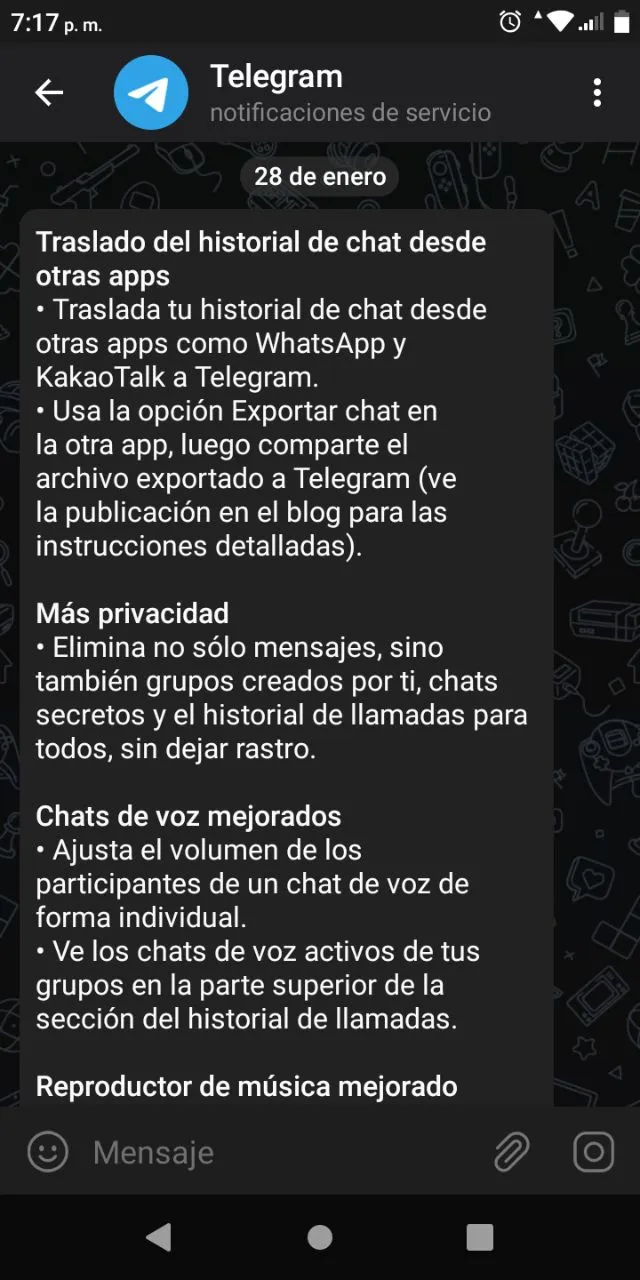 7:17 p. m.
Telegram
notificaciones de servicio
28 de enero
Traslado del historial de chat desde
otras apps
• Traslada tu historial de chat desde
otras apps como WhatsApp y
KakaoTalk a Telegram.
• Usa la opción Exportar chat en
la otra app, luego comparte el
archivo exportado a Telegram (ve
la publicación en el blog para las
instrucciones detalladas).
Más privacidad
• Elimina no sólo mensajes, sino
también grupos creados por ti, chats
secretos y el historial de llamadas para
todos, sin dejar rastro.
Chats de voz mejorados
• Ajusta el volumen de los
participantes de un chat de voz de
forma individual.
• Ve los chats de voz activos de tus
grupos en la parte superior de la
sección del historial de llamadas.
Reproductor de música mejorado
Mensaje